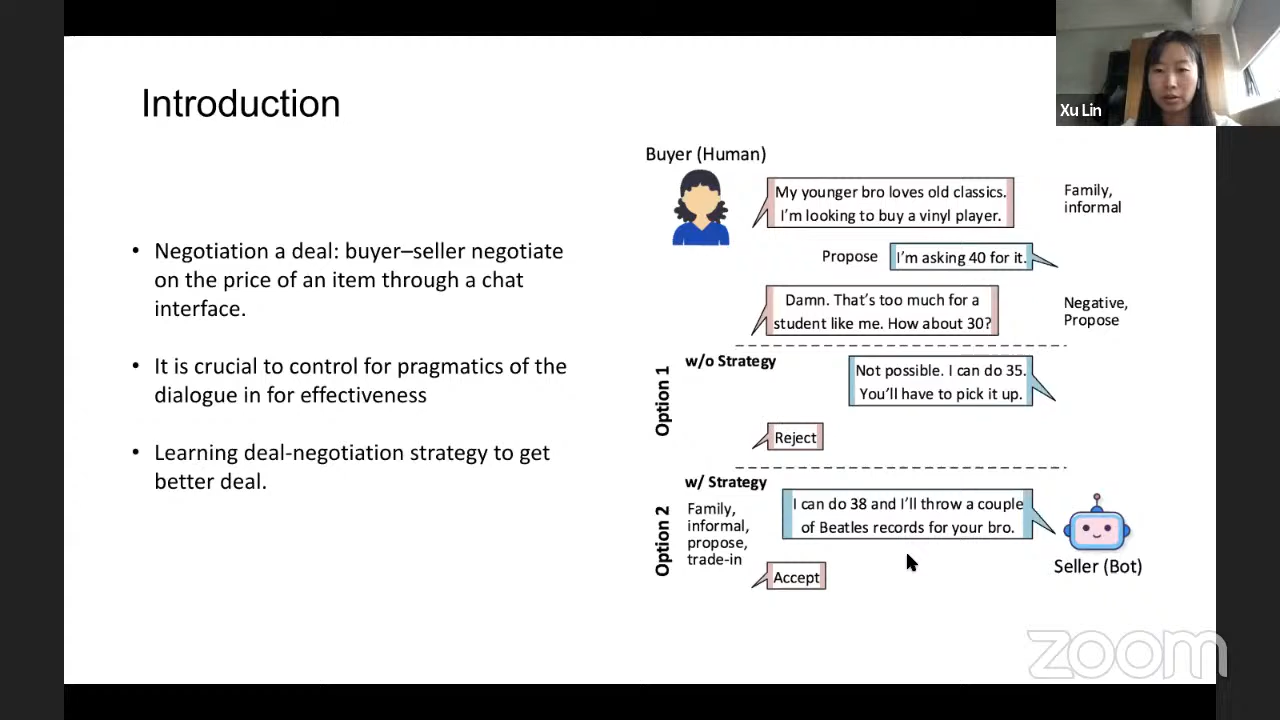 Introduction
Xu Lin
• Negotiation a deal: buyer–seller negotiate
on the price of an item through a chat
interface.
• It is crucial to control for pragmatics of the
dialogue in for effectiveness
• Learning deal-negotiation strategy to get
better deal.
Buyer (Human)
My younger bro loves old classics.
I'm looking to buy a vinyl player.
Family,
informal
Propose
I'm asking 40 for it.
Damn. That's too much for a
student like me. How about 30?
Negative,
Propose
Option 1
w/o Strategy
Not possible. I can do 35.
You'll have to pick it up.
Reject
Option 2
w/ Strategy
Family,
informal,
propose,
trade-in
I can do 38 and I'll throw a couple
of Beatles records for your bro.
Accept
Seller (Bot)
zoom